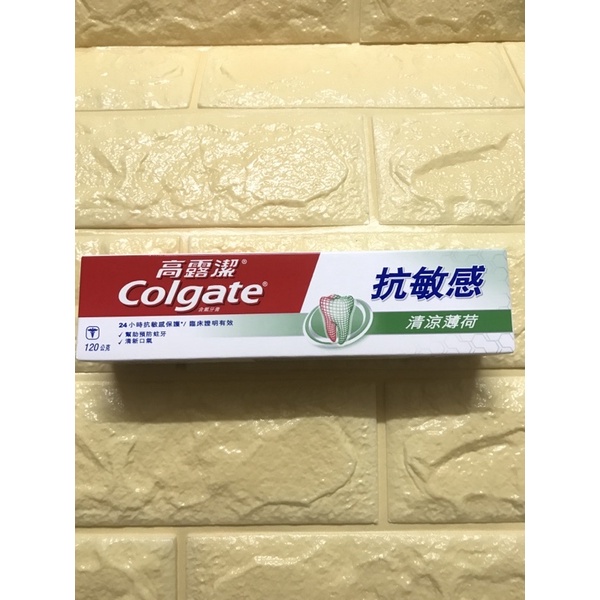 高露潔®
Colgate®
含氟牙膏
抗敏感
清涼薄荷
24小時抗敏感保護*/臨床證明有效
✓幫助預防蛀牙
✓清新口氣
120公克